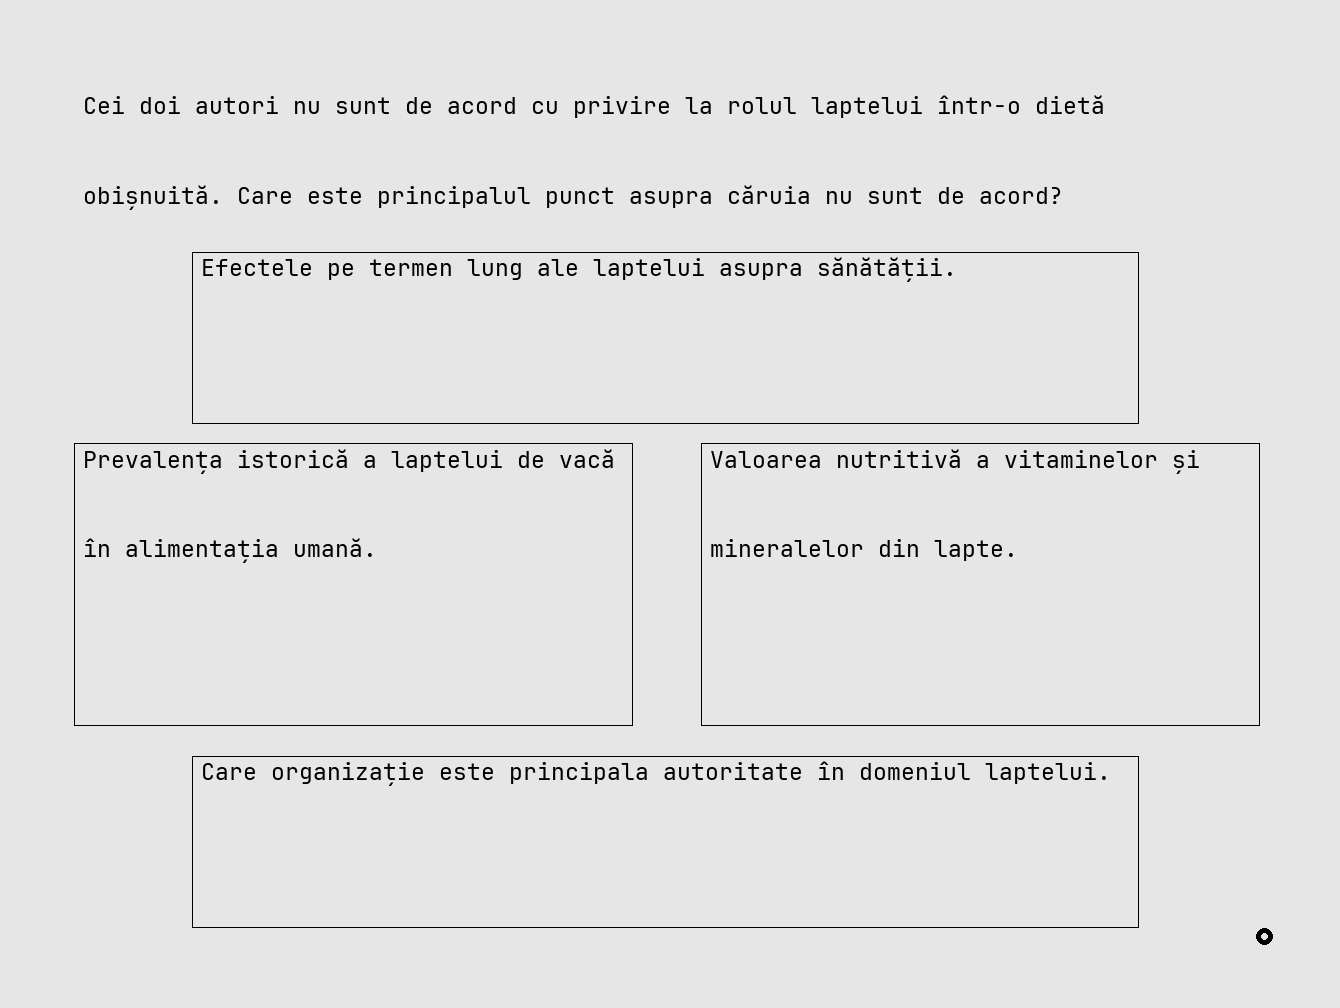 Cei doi autori nu sunt de acord cu privire la rolul laptelui într-o dietă
obișnuită. Care este principalul punct asupra căruia nu sunt de acord?
Efectele pe termen lung ale laptelui asupra sănătății.
Prevalența istorică a laptelui de vacă
în alimentația umană.
Valoarea nutritivă a vitaminelor și
mineralelor din lapte.
Care organizație este principala autoritate în domeniul laptelui.